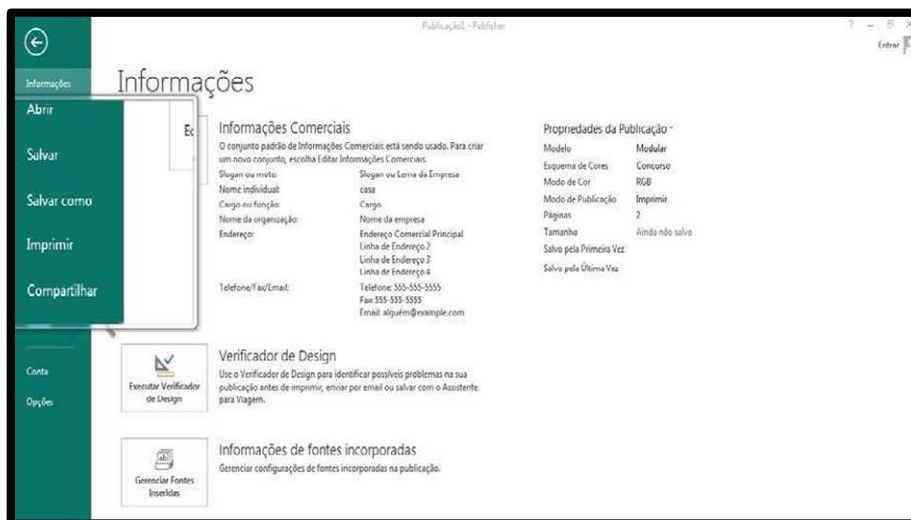 Publicação1 - Publisher
?
Entrar
Informações
Informações
Abrir
Salvar
Salvar como
Imprimir
Compartilhar
Conta
Opções
Informações Comerciais
O conjunto padrão de Informações Comerciais está sendo usado. Para criar
um novo conjunto, escolha Editar Informações Comerciais.
Slogan ou mote: Slogan ou Lema da Empresa
Nome individual: casa
Cargo ou função: Cargo
Nome da organização: Nome da empresa
Endereço: Endereço Comercial Principal
Linha de Endereço 2
Linha de Endereço 3
Linha de Endereço 4
Telefone/Fax/Email: Telefone: 555-555-5555
Fax: 555-555-5555
Email: alguém@example.com
Propriedades da Publicação
Modelo Modular
Esquema de Cores Concurso
Modo de Cor RGB
Modo de Publicação Imprimir
Páginas 2
Tamanho Ainda não salvo
Salvo pela Primeira Vez
Salvo pela Última Vez
Executar Verificador
de Design
Verificador de Design
Use o Verificador de Design para identificar possíveis problemas na sua
publicação antes de imprimir, enviar por email ou salvar com o Assistente
para Viagem.
Gerenciar Fontes
Inseridas
Informações de fontes incorporadas
Gerenciar configurações de fontes incorporadas na publicação.